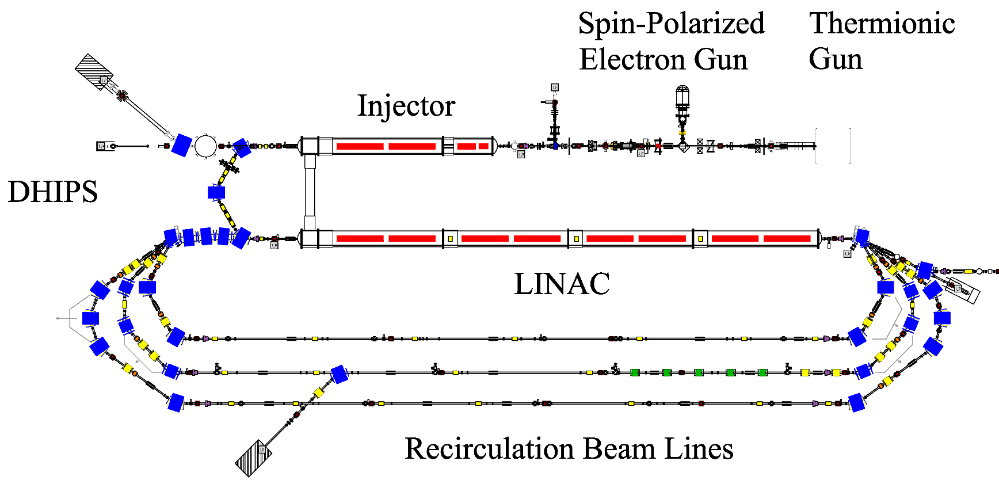 Spin-Polarized
Electron Gun
Thermionic
Gun
Injector
DHIPS
LINAC
Recirculation Beam Lines